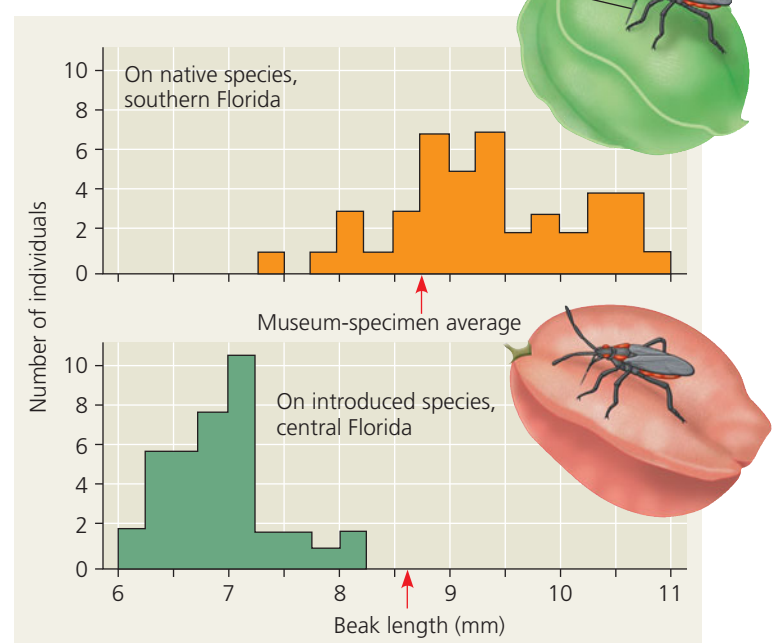 On native species,
southern Florida
10
8
6
4
2
0
Number of individuals
Museum-specimen average
On introduced species,
central Florida
10
8
6
4
2
0
6 7 8 9 10 11
Beak length (mm)